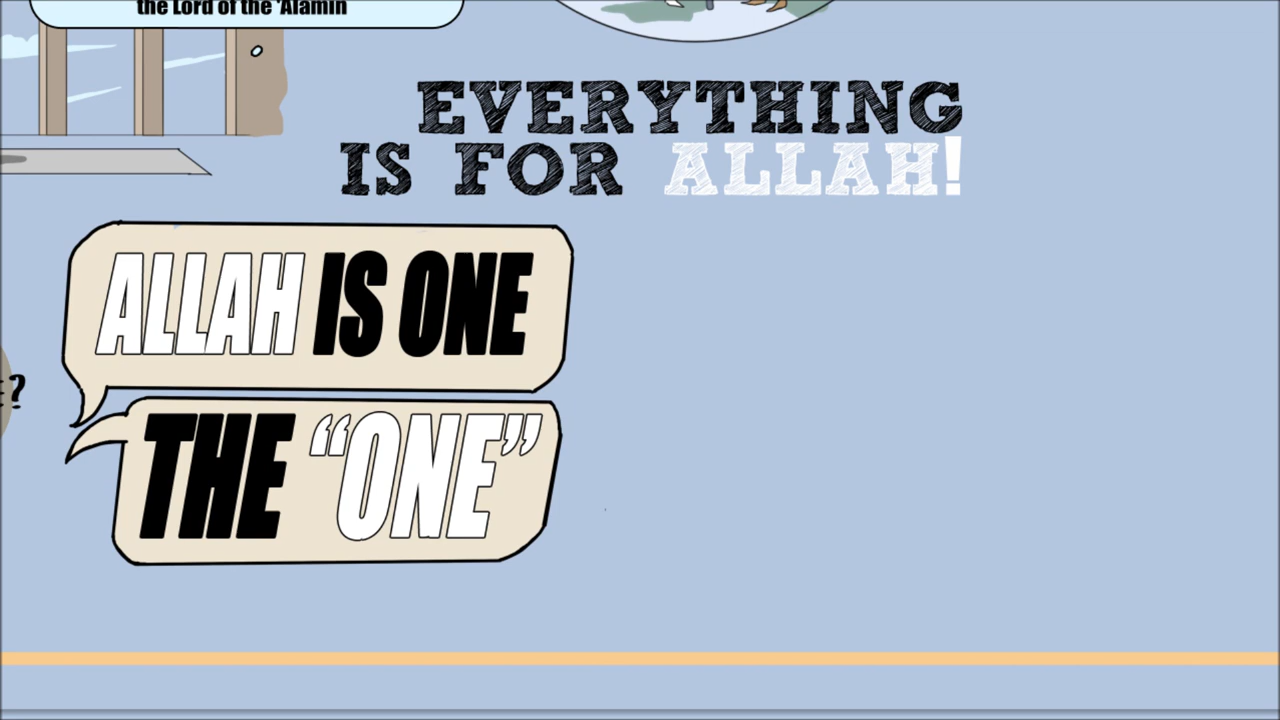 the Lord of the 'Alamin
EVERYTHING
IS FOR ALLAH!
ALLAH IS ONE
?
THE "ONE"